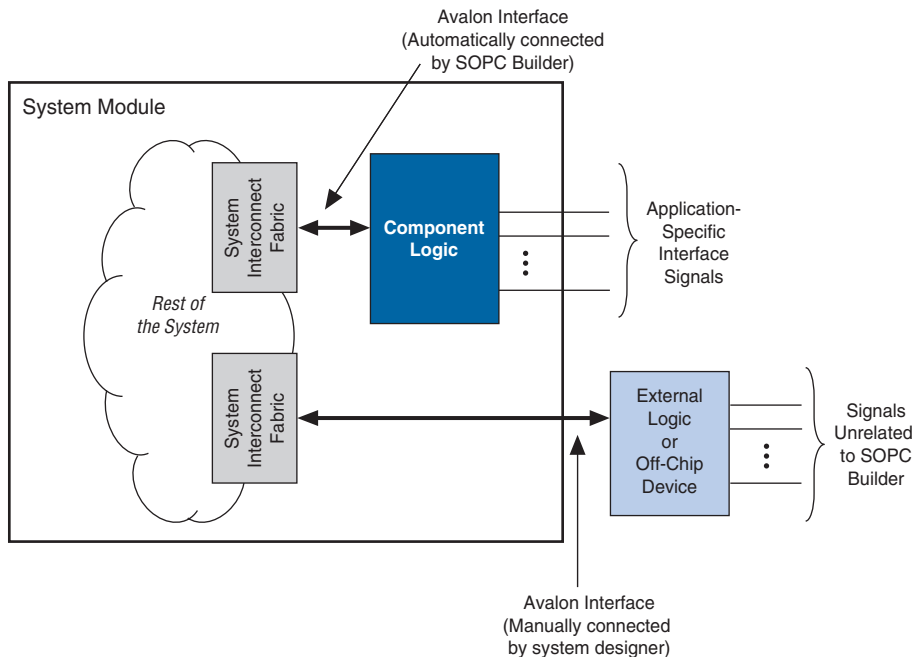 Avalon Interface
(Automatically connected
by SOPC Builder)
System Module
System
Interconnect
Fabric
Component
Logic
Application-
Specific
Interface
Signals
Rest of
the System
System
Interconnect
Fabric
External
Logic
or
Off-Chip
Device
Signals
Unrelated
to SOPC
Builder
Avalon Interface
(Manually connected
by system designer)